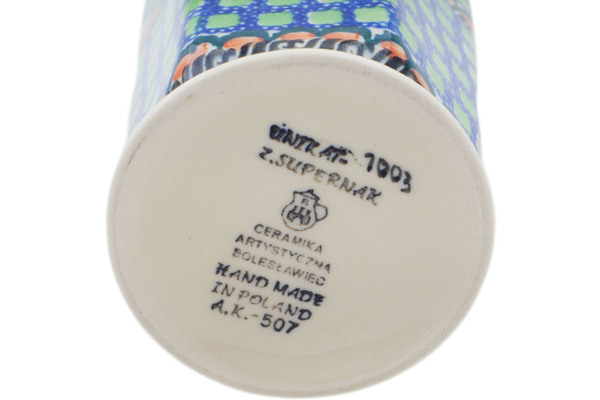 UNIKAT- 1003
Z. SUPERNAK
CERAMIKA
ARTYSTYCZNA
BOLESŁAWIEC
HAND MADE
IN POLAND
A.K.-507